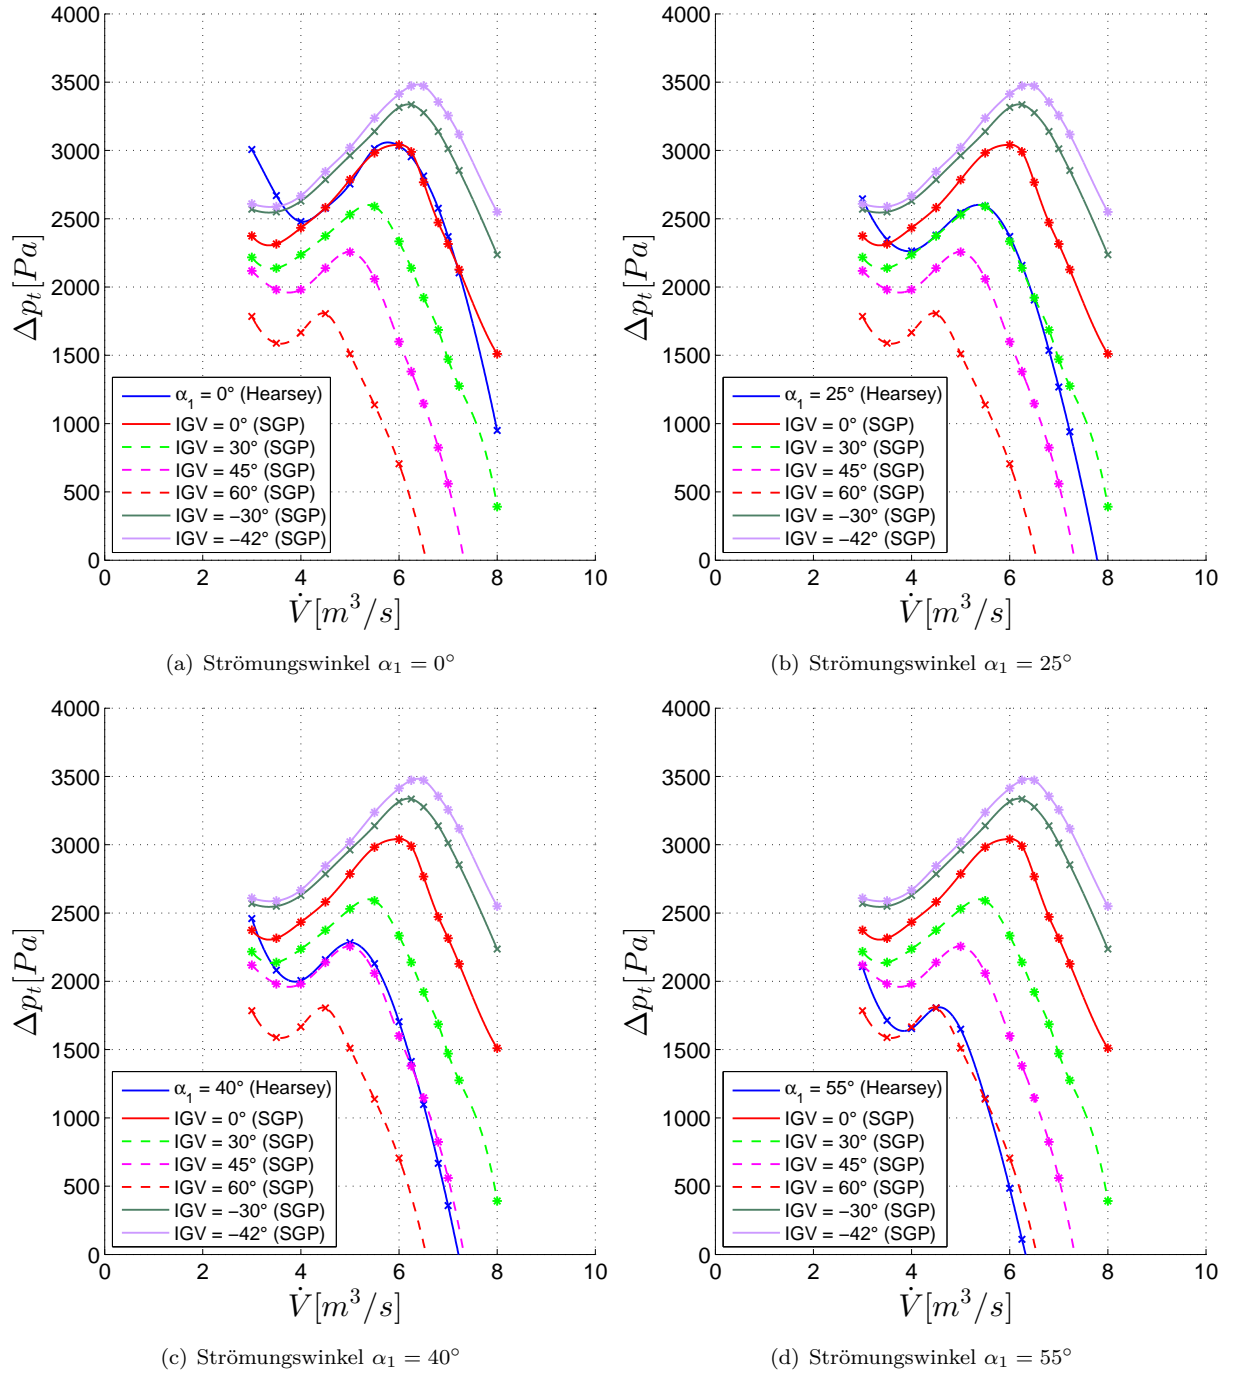 4000
3500
3000
2500
2000
1500
1000
500
0
Δp_t [Pa]
α₁ = 0° (Hearsey)
IGV = 0° (SGP)
IGV = 30° (SGP)
IGV = 45° (SGP)
IGV = 60° (SGP)
IGV = −30° (SGP)
IGV = −42° (SGP)
0 2 4 6 8 10
V̇[m³/s]
(a) Strömungswinkel α₁ = 0°
4000
3500
3000
2500
2000
1500
1000
500
0
Δp_t [Pa]
α₁ = 25° (Hearsey)
IGV = 0° (SGP)
IGV = 30° (SGP)
IGV = 45° (SGP)
IGV = 60° (SGP)
IGV = −30° (SGP)
IGV = −42° (SGP)
0 2 4 6 8 10
V̇[m³/s]
(b) Strömungswinkel α₁ = 25°
4000
3500
3000
2500
2000
1500
1000
500
0
Δp_t [Pa]
α₁ = 40° (Hearsey)
IGV = 0° (SGP)
IGV = 30° (SGP)
IGV = 45° (SGP)
IGV = 60° (SGP)
IGV = −30° (SGP)
IGV = −42° (SGP)
0 2 4 6 8 10
V̇[m³/s]
(c) Strömungswinkel α₁ = 40°
4000
3500
3000
2500
2000
1500
1000
500
0
Δp_t [Pa]
α₁ = 55° (Hearsey)
IGV = 0° (SGP)
IGV = 30° (SGP)
IGV = 45° (SGP)
IGV = 60° (SGP)
IGV = −30° (SGP)
IGV = −42° (SGP)
0 2 4 6 8 10
V̇[m³/s]
(d) Strömungswinkel α₁ = 55°